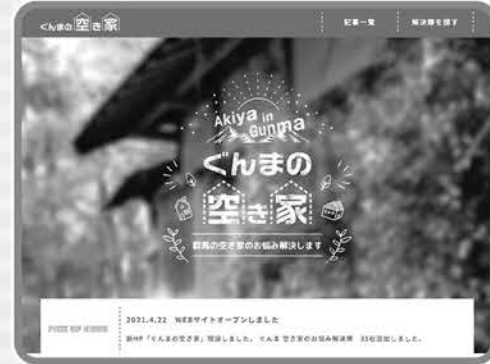 ぐんまの空き家
記事一覧
解決隊を探す
Akiya in
Gunma
ぐんまの
空き家
群馬の空き家のお悩み解決します
2021.4.22 WEBサイトオープンしました
新HP「ぐんまの空き家」開設しました。ぐんま 空き家のお悩み解決隊 35社追加しました。